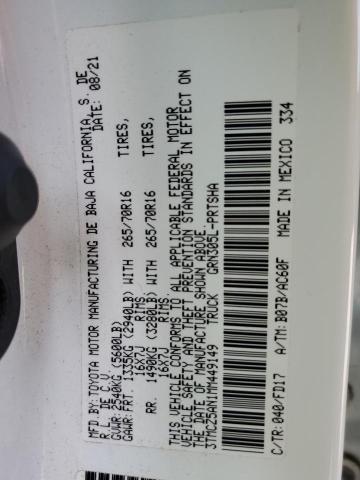 MFD.BY:TOYOTA MOTOR MANUFACTURING DE BAJA CALIFORNIA,S. DE
R.L. DE C.V. DATE: 08/21
GVWR:2540KG(5600LB)
GAWR:FRT. 1335KG (2940LB) WITH 265/70R16 TIRES,
16X7J RIMS
RR. 1490KG (3280LB) WITH 265/70R16 TIRES,
16X7J RIMS
THIS VEHICLE CONFORMS TO ALL APPLICABLE FEDERAL MOTOR
VEHICLE SAFETY AND THEFT PREVENTION STANDARDS IN EFFECT ON
THE DATE OF MANUFACTURE SHOWN ABOVE.
3TMCZ5AN1MM449149 TRUCK GRN305L-PRTSHA
C/TR:040/FD17 A/TM:B07B/AC60F MADE IN MEXICO 334